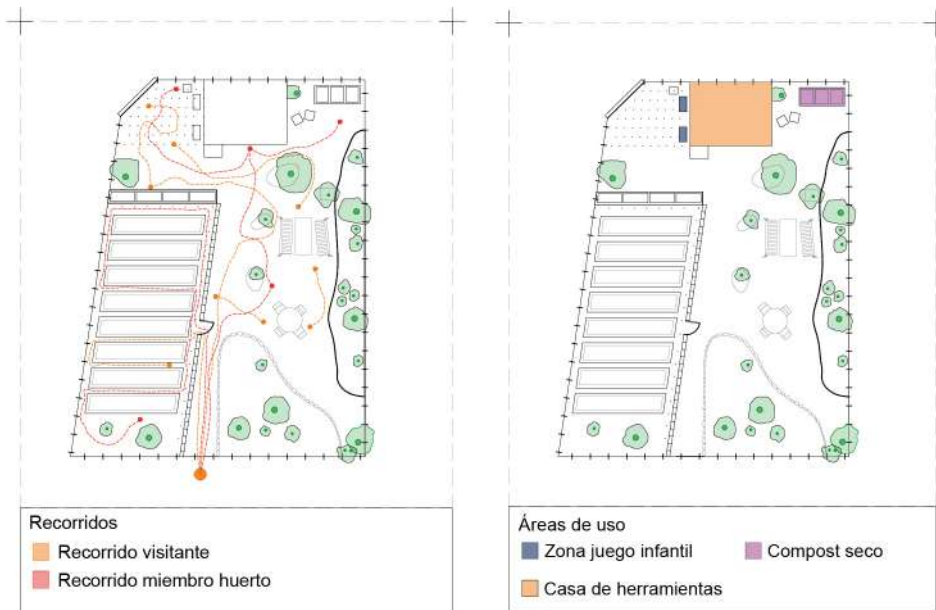 Recorridos
Recorrido visitante
Recorrido miembro huerto
Áreas de uso
Zona juego infantil
Compost seco
Casa de herramientas